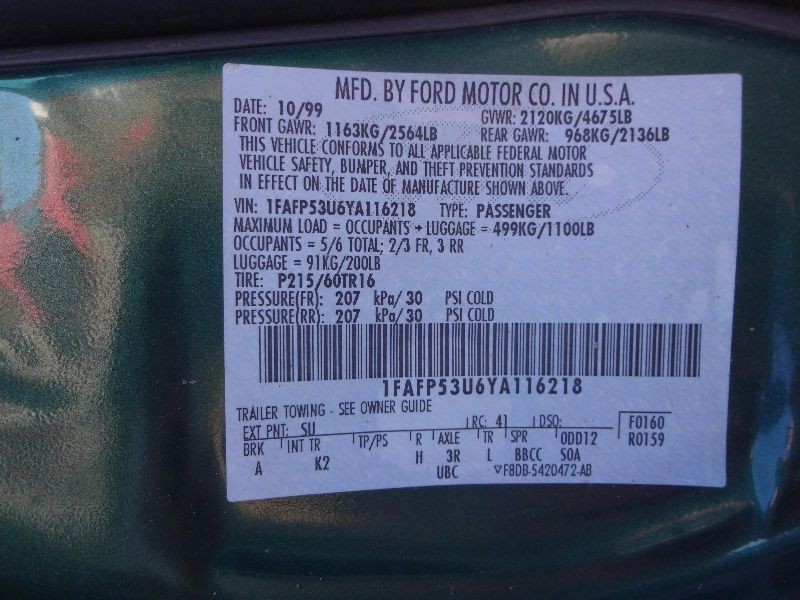 MFD. BY FORD MOTOR CO. IN U.S.A.
DATE: 10/99 GVWR: 2120KG/4675LB
FRONT GAWR: 1163KG/2564LB REAR GAWR: 968KG/2136LB
THIS VEHICLE CONFORMS TO ALL APPLICABLE FEDERAL MOTOR
VEHICLE SAFETY, BUMPER, AND THEFT PREVENTION STANDARDS
IN EFFECT ON THE DATE OF MANUFACTURE SHOWN ABOVE.
VIN: 1FAFP53U6YA116218 TYPE: PASSENGER
MAXIMUM LOAD = OCCUPANTS + LUGGAGE = 499KG/1100LB
OCCUPANTS = 5/6 TOTAL; 2/3 FR, 3 RR
LUGGAGE = 91KG/200LB
TIRE: P215/60TR16
PRESSURE(FR): 207 kPa/ 30 PSI COLD
PRESSURE(RR): 207 kPa/ 30 PSI COLD
1FAFP53U6YA116218
TRAILER TOWING - SEE OWNER GUIDE
EXT PNT: SU RC: 41 DSO: F0160
BRK INT TR TP/PS R AXLE TR SPR ODD12 R0159
A K2 H 3R L BBCC SOA
UBC ▽F8DB-5420472-AB